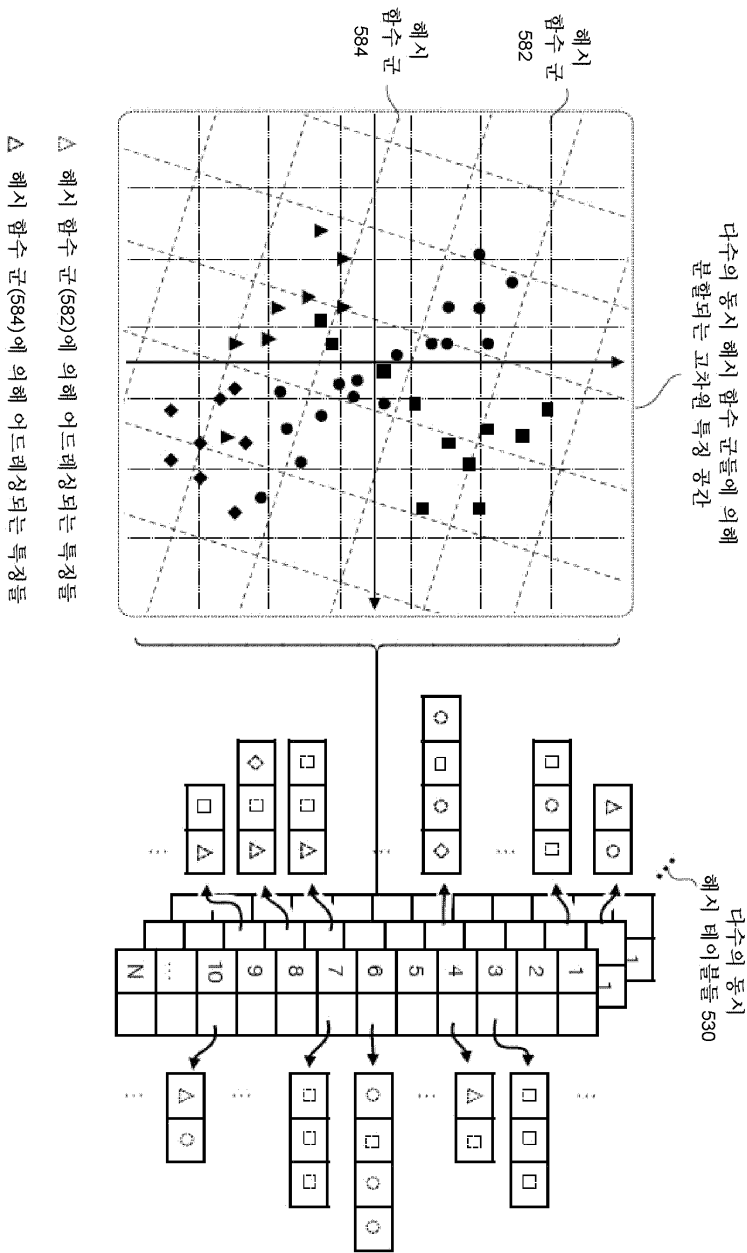 다수의 동시 해시 함수 군들에 의해
분할되는 고차원 특징 공간
해시
함수 군
582
해시
함수 군
584
△ 해시 함수 군(582)에 의해 어드레싱되는 특징들
△ 해시 함수 군(584)에 의해 어드레싱되는 특징들
다수의 동시
해시 테이블들 530
1
1
1
2
3
4
5
6
7
8
9
10
...
N